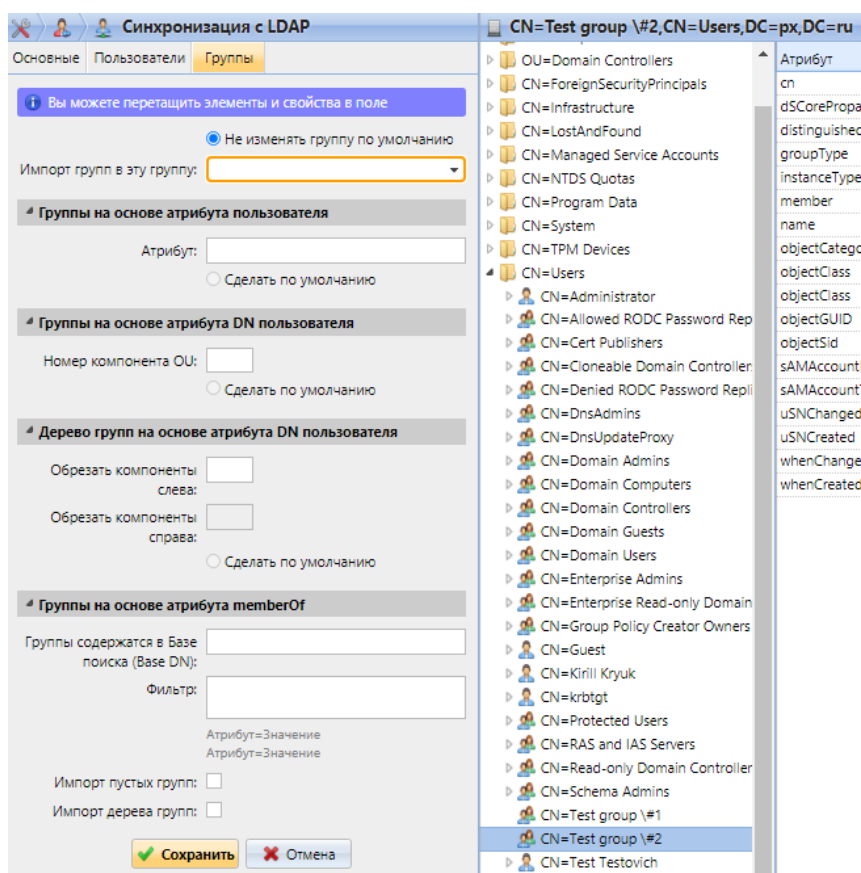 Синхронизация с LDAP
Основные Пользователи Группы
Вы можете перетащить элементы и свойства в поле
Не изменять группу по умолчанию
Импорт групп в эту группу:
Группы на основе атрибута пользователя
Атрибут:
Сделать по умолчанию
Группы на основе атрибута DN пользователя
Номер компонента OU:
Сделать по умолчанию
Дерево групп на основе атрибута DN пользователя
Обрезать компоненты
слева:
Обрезать компоненты
справа:
Сделать по умолчанию
Группы на основе атрибута memberOf
Группы содержатся в Базе
поиска (Base DN):
Фильтр:
Атрибут=Значение
Атрибут=Значение
Импорт пустых групп:
Импорт дерева групп:
Сохранить Отмена
CN=Test group \#2,CN=Users,DC=px,DC=ru
OU=Domain Controllers
CN=ForeignSecurityPrincipals
CN=Infrastructure
CN=LostAndFound
CN=Managed Service Accounts
CN=NTDS Quotas
CN=Program Data
CN=System
CN=TPM Devices
CN=Users
CN=Administrator
CN=Allowed RODC Password Rep
CN=Cert Publishers
CN=Cloneable Domain Controller
CN=Denied RODC Password Repli
CN=DnsAdmins
CN=DnsUpdateProxy
CN=Domain Admins
CN=Domain Computers
CN=Domain Controllers
CN=Domain Guests
CN=Domain Users
CN=Enterprise Admins
CN=Enterprise Read-only Domain
CN=Group Policy Creator Owners
CN=Guest
CN=Kirill Kryuk
CN=krbtgt
CN=Protected Users
CN=RAS and IAS Servers
CN=Read-only Domain Controller
CN=Schema Admins
CN=Test group \#1
CN=Test group \#2
CN=Test Testovich
Атрибут
cn
dSCorePropa
distinguished
groupType
instanceType
member
name
objectCatego
objectClass
objectClass
objectGUID
objectSid
sAMAccount
sAMAccount
uSNChanged
uSNCreated
whenChange
whenCreated